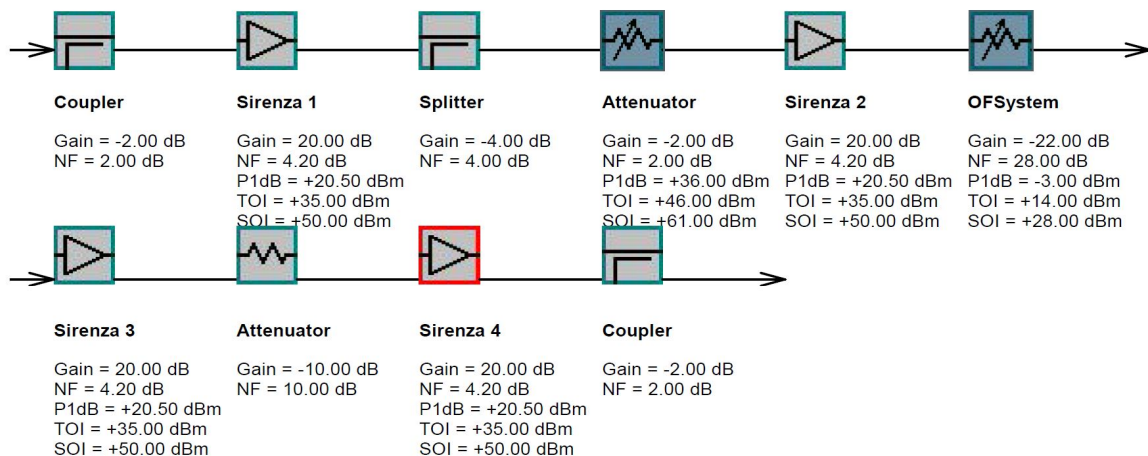 Coupler
Gain = -2.00 dB
NF = 2.00 dB
Sirenza 1
Gain = 20.00 dB
NF = 4.20 dB
P1dB = +20.50 dBm
TOI = +35.00 dBm
SOI = +50.00 dBm
Splitter
Gain = -4.00 dB
NF = 4.00 dB
Attenuator
Gain = -2.00 dB
NF = 2.00 dB
P1dB = +36.00 dBm
TOI = +46.00 dBm
SOI = +61.00 dBm
Sirenza 2
Gain = 20.00 dB
NF = 4.20 dB
P1dB = +20.50 dBm
TOI = +35.00 dBm
SOI = +50.00 dBm
OFSystem
Gain = -22.00 dB
NF = 28.00 dB
P1dB = -3.00 dBm
TOI = +14.00 dBm
SOI = +28.00 dBm
Sirenza 3
Gain = 20.00 dB
NF = 4.20 dB
P1dB = +20.50 dBm
TOI = +35.00 dBm
SOI = +50.00 dBm
Attenuator
Gain = -10.00 dB
NF = 10.00 dB
Sirenza 4
Gain = 20.00 dB
NF = 4.20 dB
P1dB = +20.50 dBm
TOI = +35.00 dBm
SOI = +50.00 dBm
Coupler
Gain = -2.00 dB
NF = 2.00 dB